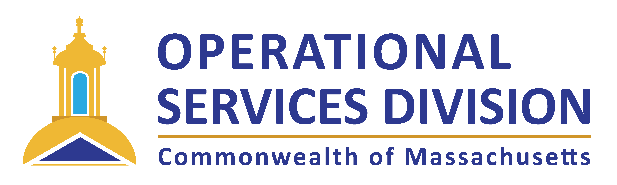 OPERATIONAL
SERVICES DIVISION
Commonwealth of Massachusetts